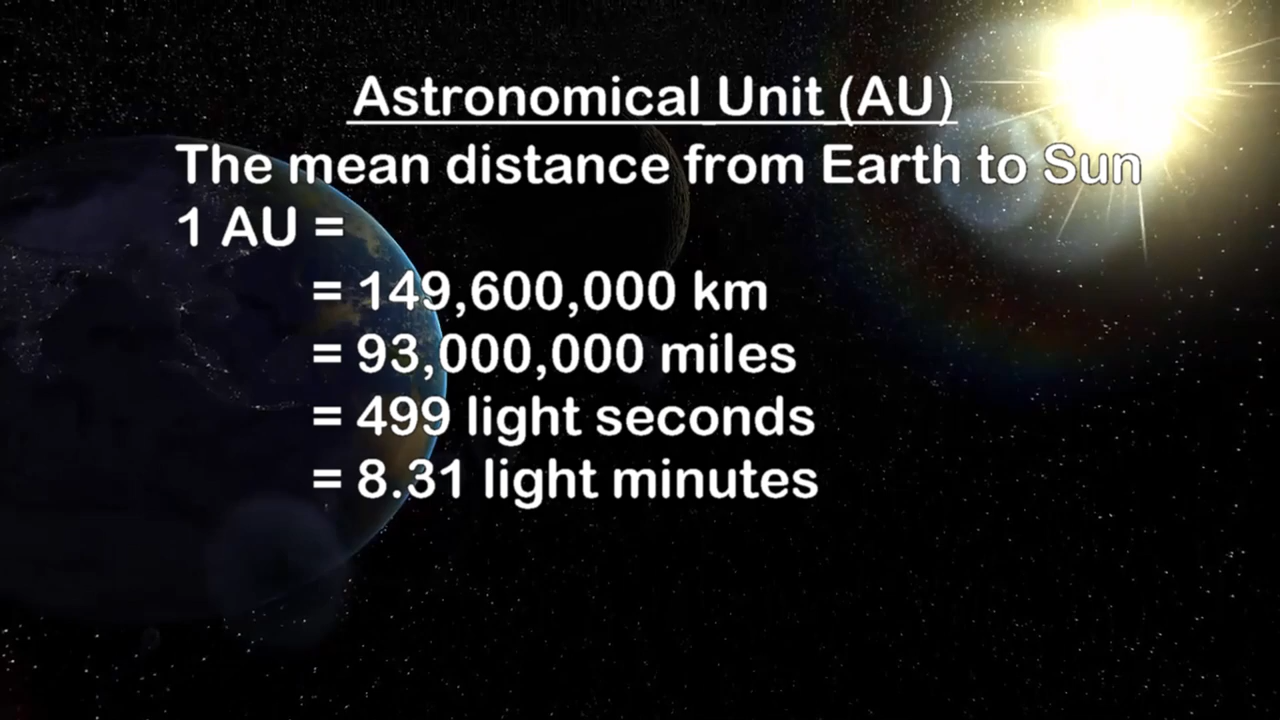 Astronomical Unit (AU)
The mean distance from Earth to Sun
1 AU =
= 149,600,000 km
= 93,000,000 miles
= 499 light seconds
= 8.31 light minutes